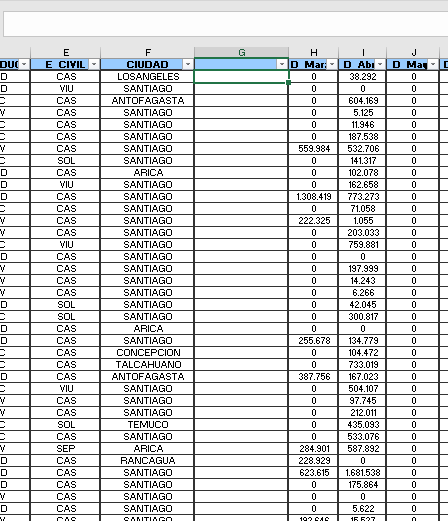 E F G H I J
DUC E_CIVIL CIUDAD D_Mar D_Abr D_May
D CAS LOSANGELES 0 38.292 0
D VIU SANTIAGO 0 0 0
C CAS ANTOFAGASTA 0 604.169 0
V CAS SANTIAGO 0 5.125 0
C CAS SANTIAGO 0 11.946 0
C CAS SANTIAGO 0 187.538 0
V CAS SANTIAGO 559.984 532.706 0
C SOL SANTIAGO 0 141.317 0
D CAS ARICA 0 102.078 0
D VIU SANTIAGO 0 162.658 0
D CAS SANTIAGO 1.308.419 773.273 0
C CAS SANTIAGO 0 71.058 0
V CAS SANTIAGO 222.325 1.055 0
C CAS SANTIAGO 0 203.033 0
C VIU SANTIAGO 0 759.881 0
D CAS SANTIAGO 0 0 0
V CAS SANTIAGO 0 197.999 0
V CAS SANTIAGO 0 14.243 0
V CAS SANTIAGO 0 6.266 0
D SOL SANTIAGO 0 42.045 0
C SOL SANTIAGO 0 300.817 0
C CAS ARICA 0 0 0
D CAS SANTIAGO 255.678 134.779 0
C CAS CONCEPCION 0 104.472 0
C CAS TALCAHUANO 0 733.019 0
V CAS ANTOFAGASTA 387.756 167.023 0
C VIU SANTIAGO 0 504.107 0
V CAS SANTIAGO 0 97.745 0
V CAS SANTIAGO 0 212.011 0
C SOL TEMUCO 0 435.093 0
C CAS SANTIAGO 0 533.076 0
V SEP ARICA 284.901 587.892 0
D CAS RANCAGUA 228.929 0 0
D CAS SANTIAGO 623.615 1.681.538 0
D CAS SANTIAGO 0 175.864 0
V CAS SANTIAGO 0 0 0
D CAS SANTIAGO 0 5.622 0
CAS SANTIAGO 192.646 15.527 0